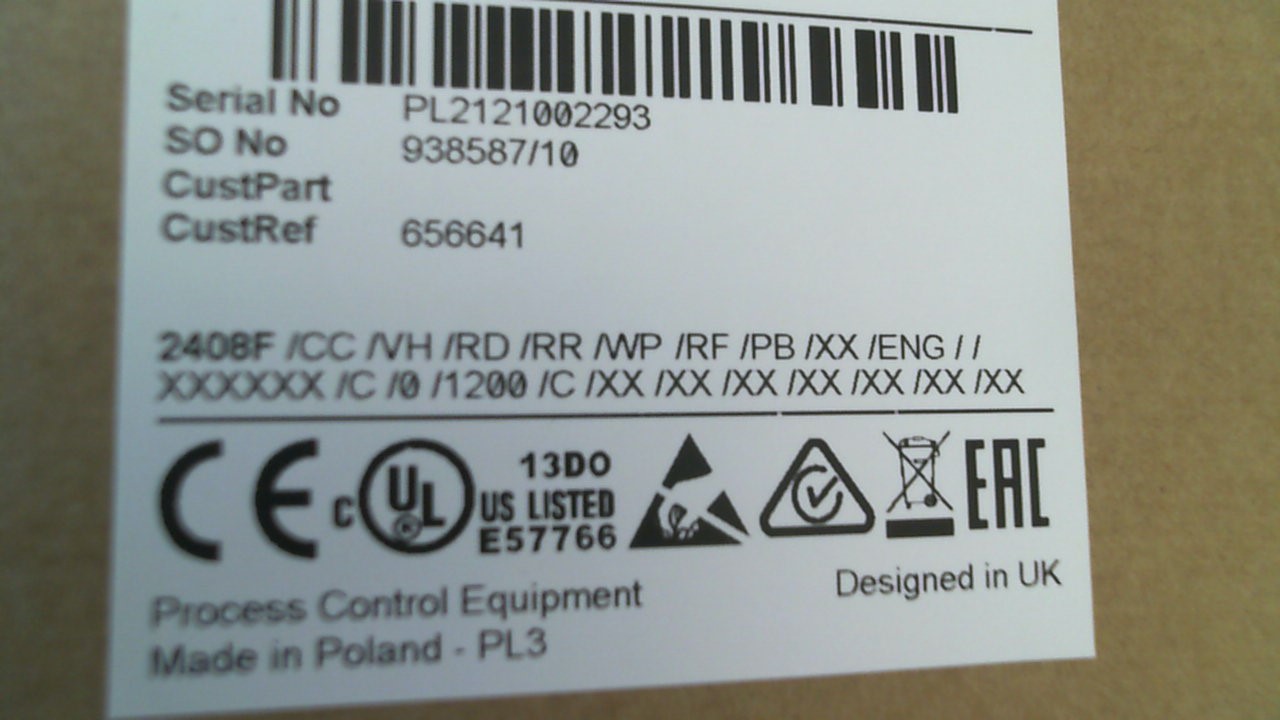 Serial No PL2121002293
SO No 938587/10
CustPart
CustRef 656641
2408F /CC /VH /RD /RR /WP /RF /PB /XX /ENG / /
XXXXXXX /C /0 /1200 /C /XX /XX /XX /XX /XX /XX /XX
CE C UL ® US LISTED 13DO E57766 EAC
Process Control Equipment
Designed in UK
Made in Poland - PL3